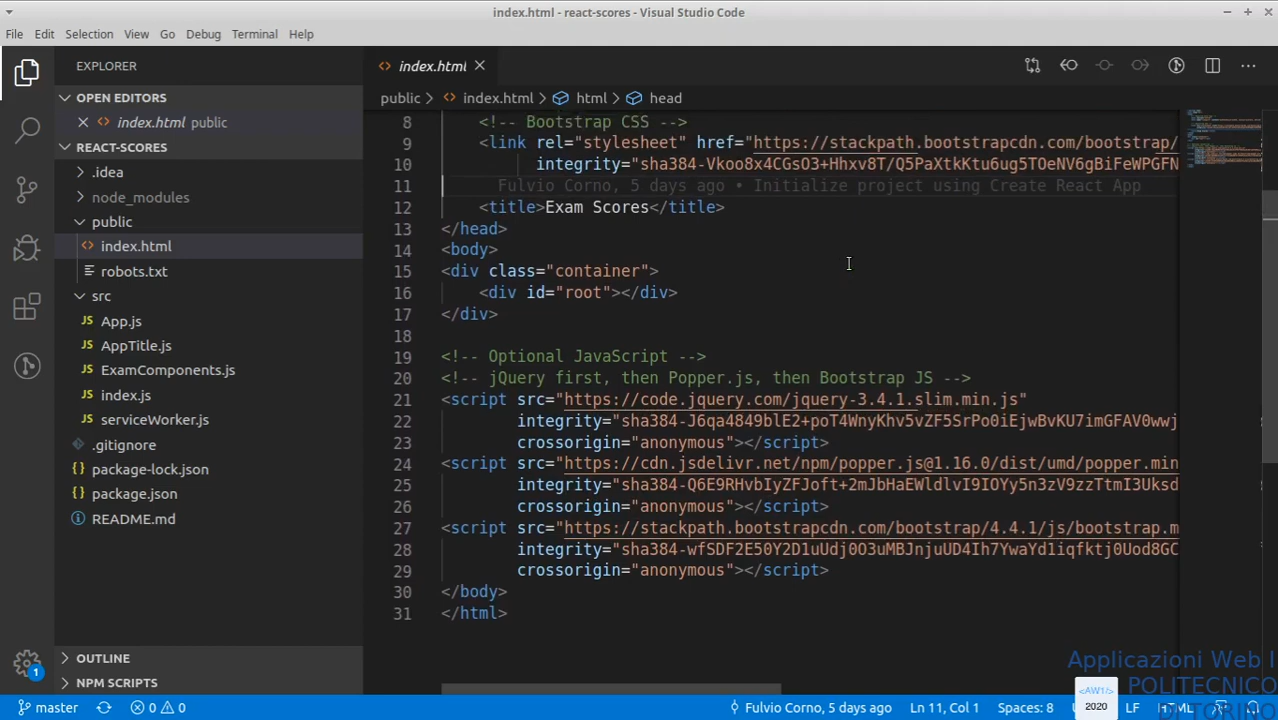 index.html - react-scores - Visual Studio Code
File Edit Selection View Go Debug Terminal Help
EXPLORER
index.html
OPEN EDITORS
index.html public
public > index.html > html > head
REACT-SCORES
.idea
node_modules
public
index.html
robots.txt
src
App.js
AppTitle.js
ExamComponents.js
index.js
serviceWorker.js
.gitignore
package-lock.json
package.json
README.md
OUTLINE
NPM SCRIPTS
8 <!-- Bootstrap CSS -->
9 <link rel="stylesheet" href="https://stackpath.bootstrapcdn.com/bootstrap/
10 integrity="sha384-Vkoo8x4CGsO3+Hhxv8T/Q5PaXtkKtu6ug5TOeNV6gBiFeWPGFN
11 Fulvio Corno, 5 days ago • Initialize project using Create React App
12 <title>Exam Scores</title>
13 </head>
14 <body>
15 <div class="container">
16 <div id="root"></div>
17 </div>
18
19 <!-- Optional JavaScript -->
20 <!-- jQuery first, then Popper.js, then Bootstrap JS -->
21 <script src="https://code.jquery.com/jquery-3.4.1.slim.min.js"
22 integrity="sha384-J6qa4849blE2+poT4WnyKhv5vZF5SrPo0iEjwBvKU7imGFAV0wwj
23 crossorigin="anonymous"></script>
24 <script src="https://cdn.jsdelivr.net/npm/popper.js@1.16.0/dist/umd/popper.min
25 integrity="sha384-Q6E9RHvbIyZFJoft+2mJbHaEWldlvI9IOYy5n3zV9zzTtmI3Uksd
26 crossorigin="anonymous"></script>
27 <script src="https://stackpath.bootstrapcdn.com/bootstrap/4.4.1/js/bootstrap.m
28 integrity="sha384-wfSDF2E50Y2D1uUdj0O3uMBJnjuUD4Ih7YwaYd1iqfktj0Uod8GC
29 crossorigin="anonymous"></script>
30 </body>
31 </html>
Applicazioni Web I
POLITECNICO
DI TORINO
<AW1/>
2020
1
master 0 0 Fulvio Corno, 5 days ago Ln 11, Col 1 Spaces: 8 LF HTML